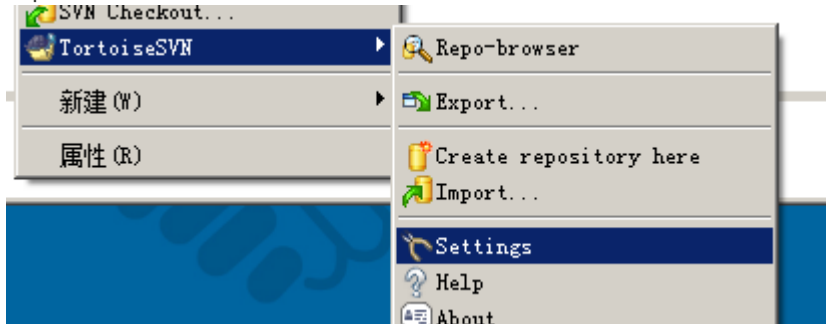 SVN Checkout...
TortoiseSVN
新建(W)
属性(R)
Repo-browser
Export...
Create repository here
Import...
Settings
Help
About